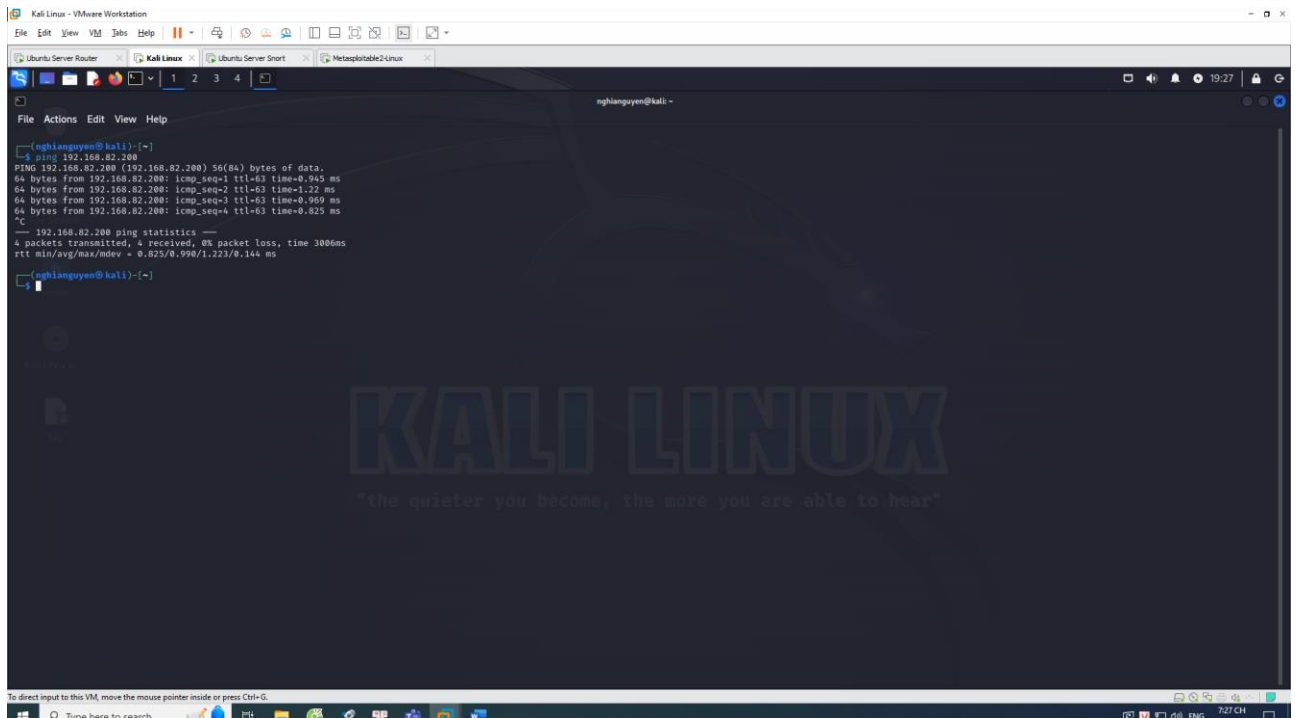 Kali Linux - VMware Workstation
File Edit View VM Tabs Help
Ubuntu Server Router Kali Linux Ubuntu Server Snort Metasploitable2-Linux
1 2 3 4 19:27
nghianguyen@kali: ~
File Actions Edit View Help
┌──(nghianguyen㉿kali)-[~]
└─$ ping 192.168.82.200
PING 192.168.82.200 (192.168.82.200) 56(84) bytes of data.
64 bytes from 192.168.82.200: icmp_seq=1 ttl=63 time=0.945 ms
64 bytes from 192.168.82.200: icmp_seq=2 ttl=63 time=1.22 ms
64 bytes from 192.168.82.200: icmp_seq=3 ttl=63 time=0.969 ms
64 bytes from 192.168.82.200: icmp_seq=4 ttl=63 time=0.825 ms
^C
--- 192.168.82.200 ping statistics ---
4 packets transmitted, 4 received, 0% packet loss, time 3006ms
rtt min/avg/max/mdev = 0.825/0.990/1.223/0.144 ms
┌──(nghianguyen㉿kali)-[~]
└─$
KALI LINUX
"the quieter you become, the more you are able to hear"
To direct input to this VM, move the mouse pointer inside or press Ctrl+G.
Type here to search
ENG 7:27 CH